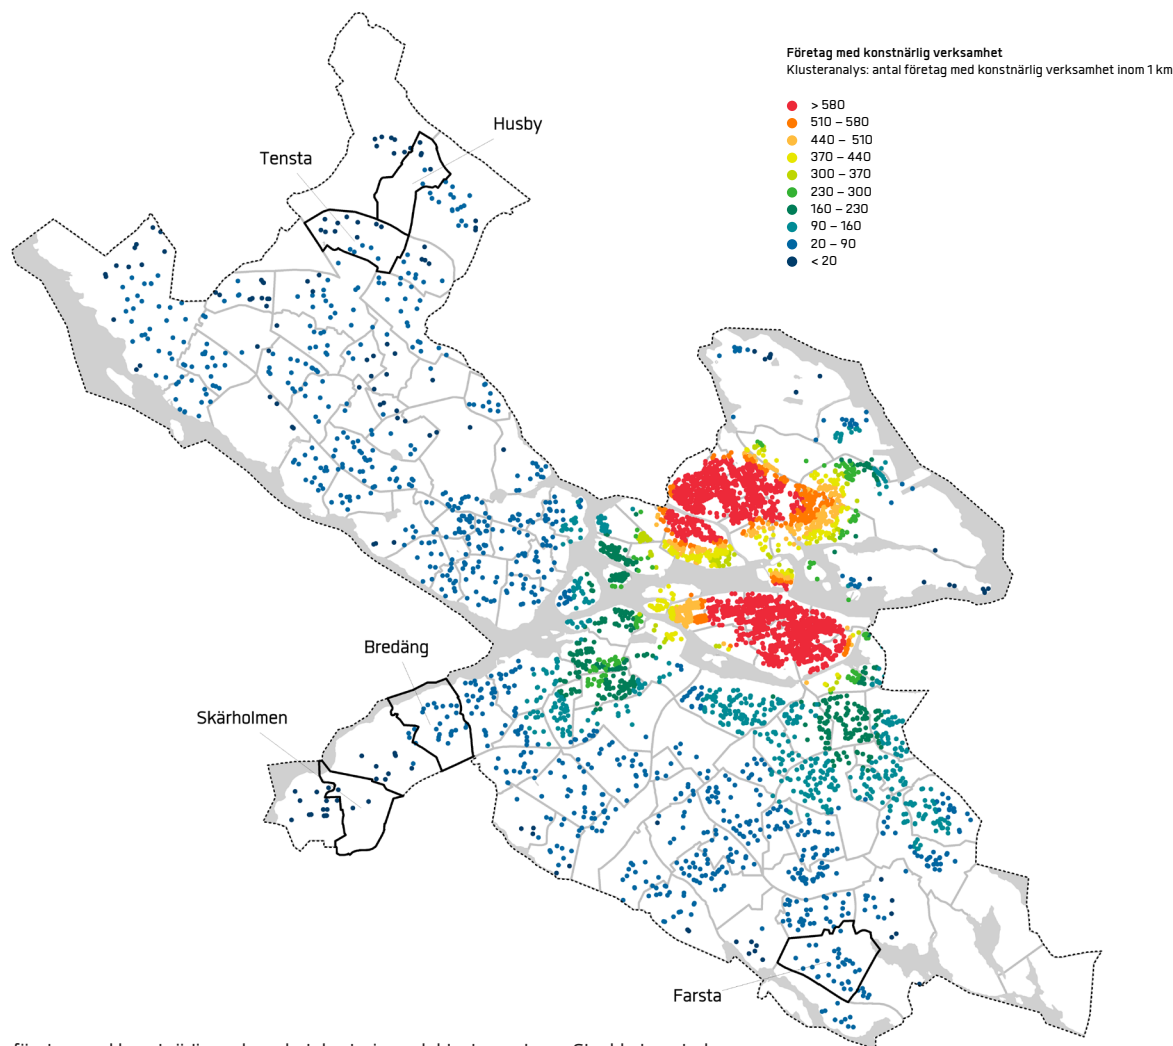 Företag med konstnärlig verksamhet
Klusteranalys: antal företag med konstnärlig verksamhet inom 1 km
> 580
510 – 580
440 – 510
370 – 440
300 – 370
230 – 300
160 – 230
90 – 160
20 – 90
< 20
Husby
Tensta
Bredäng
Skärholmen
Farsta